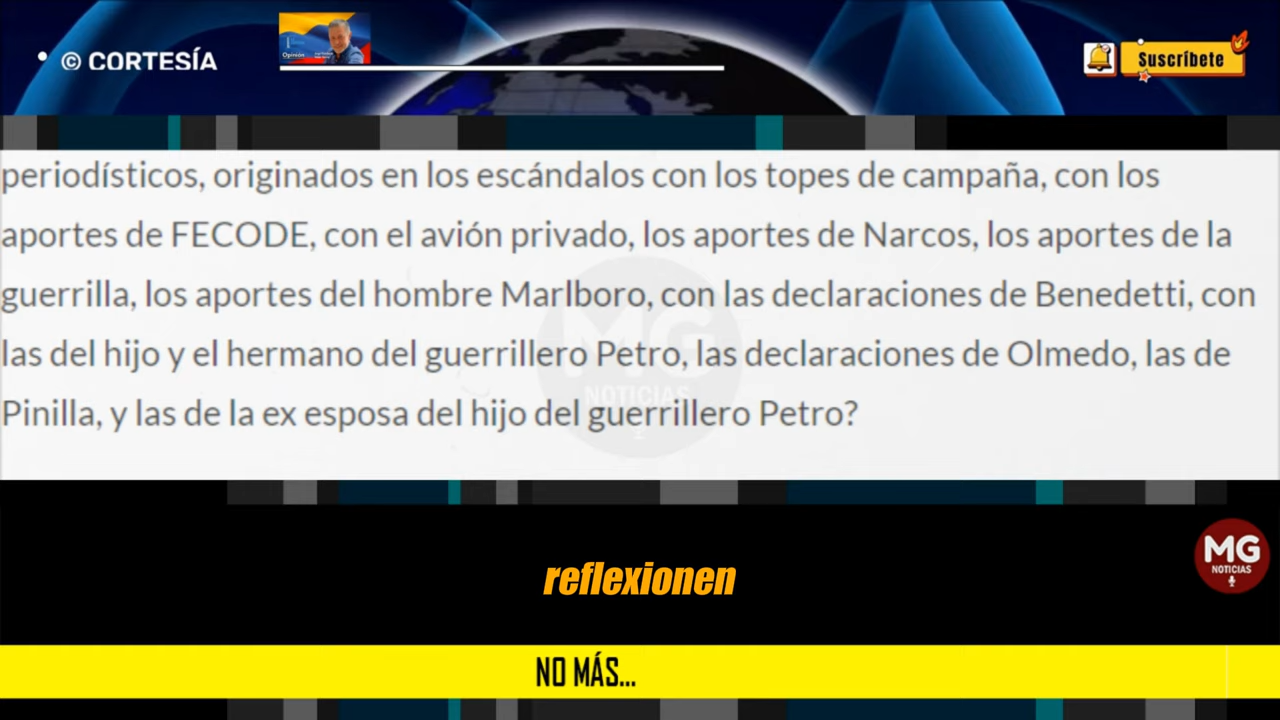 © CORTESÍA
Opinión
Suscríbete
periodísticos, originados en los escándalos con los topes de campaña, con los
aportes de FECODE, con el avión privado, los aportes de Narcos, los aportes de la
guerrilla, los aportes del hombre Marlboro, con las declaraciones de Benedetti, con
las del hijo y el hermano del guerrillero Petro, las declaraciones de Olmedo, las de
Pinilla, y las de la ex esposa del hijo del guerrillero Petro?
MG
NOTICIAS
reflexionen
MG
NOTICIAS
NO MÁS...